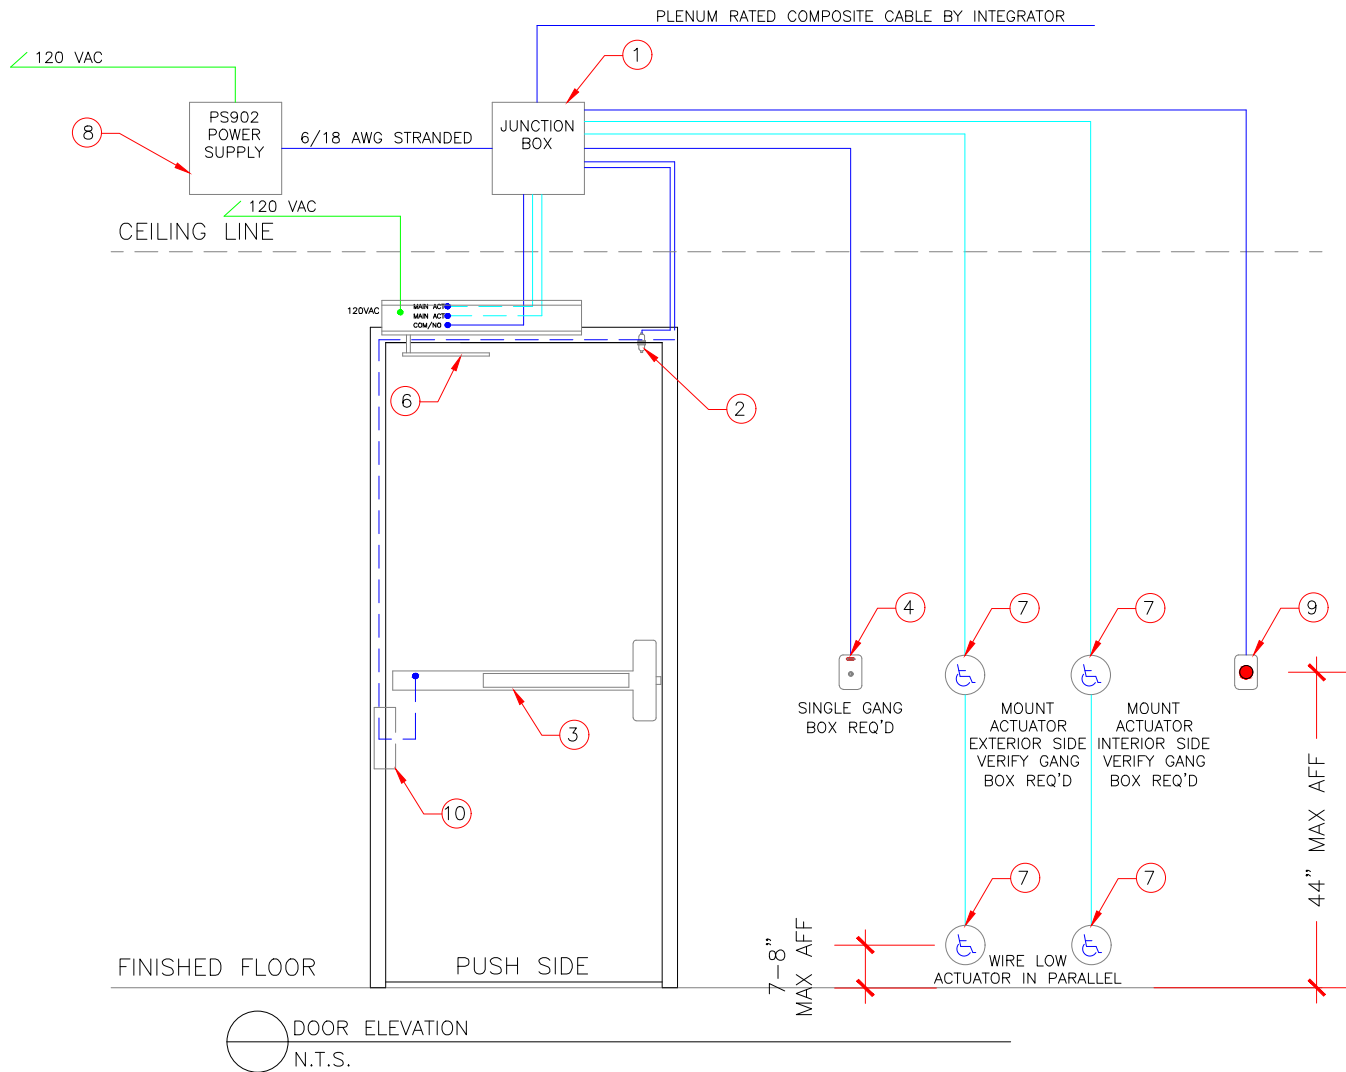 PLENUM RATED COMPOSITE CABLE BY INTEGRATOR
120 VAC
1
PS902
POWER
SUPPLY
8
6/18 AWG STRANDED
JUNCTION
BOX
120 VAC
CEILING LINE
120VAC
MAIN ACT
MAIN ACT
COM/NO
6
2
4
7
7
9
SINGLE GANG
BOX REQ'D
MOUNT
ACTUATOR
EXTERIOR SIDE
VERIFY GANG
BOX REQ'D
MOUNT
ACTUATOR
INTERIOR SIDE
VERIFY GANG
BOX REQ'D
3
10
44" MAX AFF
7
7
7-8"
MAX AFF
WIRE LOW
ACTUATOR IN PARALLEL
FINISHED FLOOR
PUSH SIDE
DOOR ELEVATION
N.T.S.